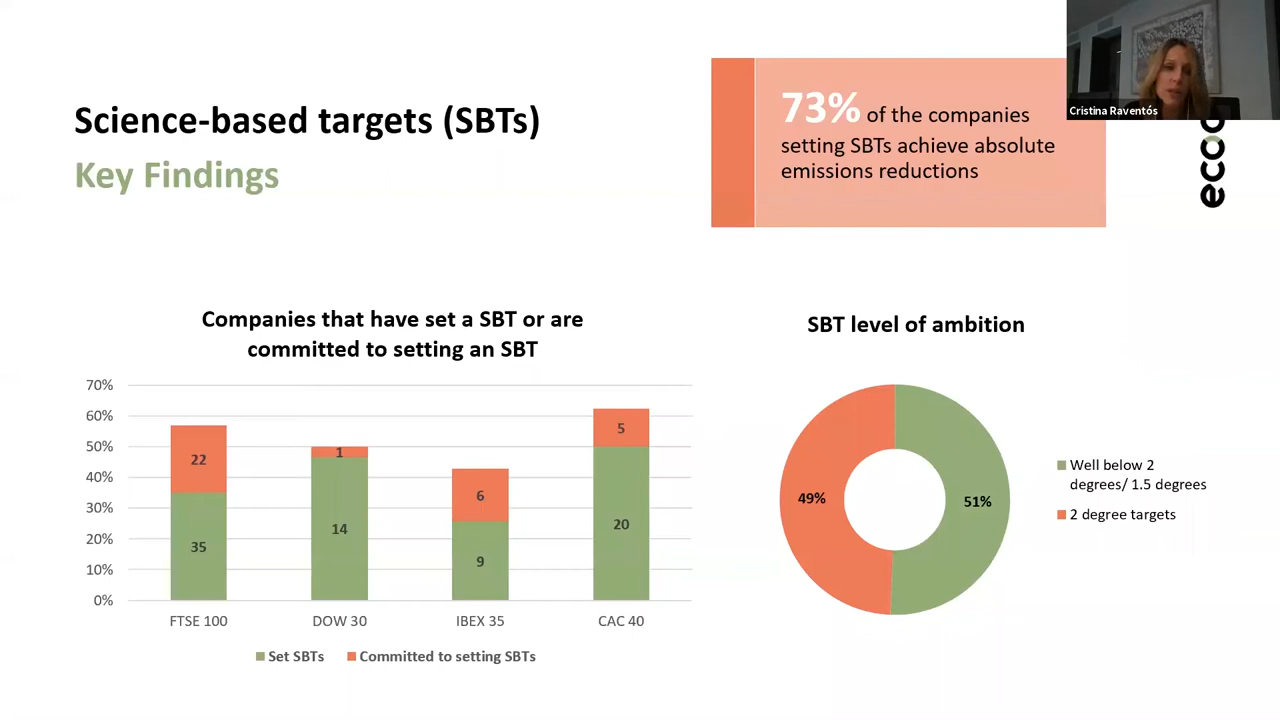 Science-based targets (SBTs)
Key Findings
73% of the companies
setting SBTs achieve absolute
emissions reductions
Cristina Raventós
Companies that have set a SBT or are
committed to setting an SBT
70%
60%
50%
40%
30%
20%
10%
0%
22
35
1
14
6
9
5
20
FTSE 100
DOW 30
IBEX 35
CAC 40
Set SBTs
Committed to setting SBTs
SBT level of ambition
49%
51%
Well below 2
degrees/ 1.5 degrees
2 degree targets